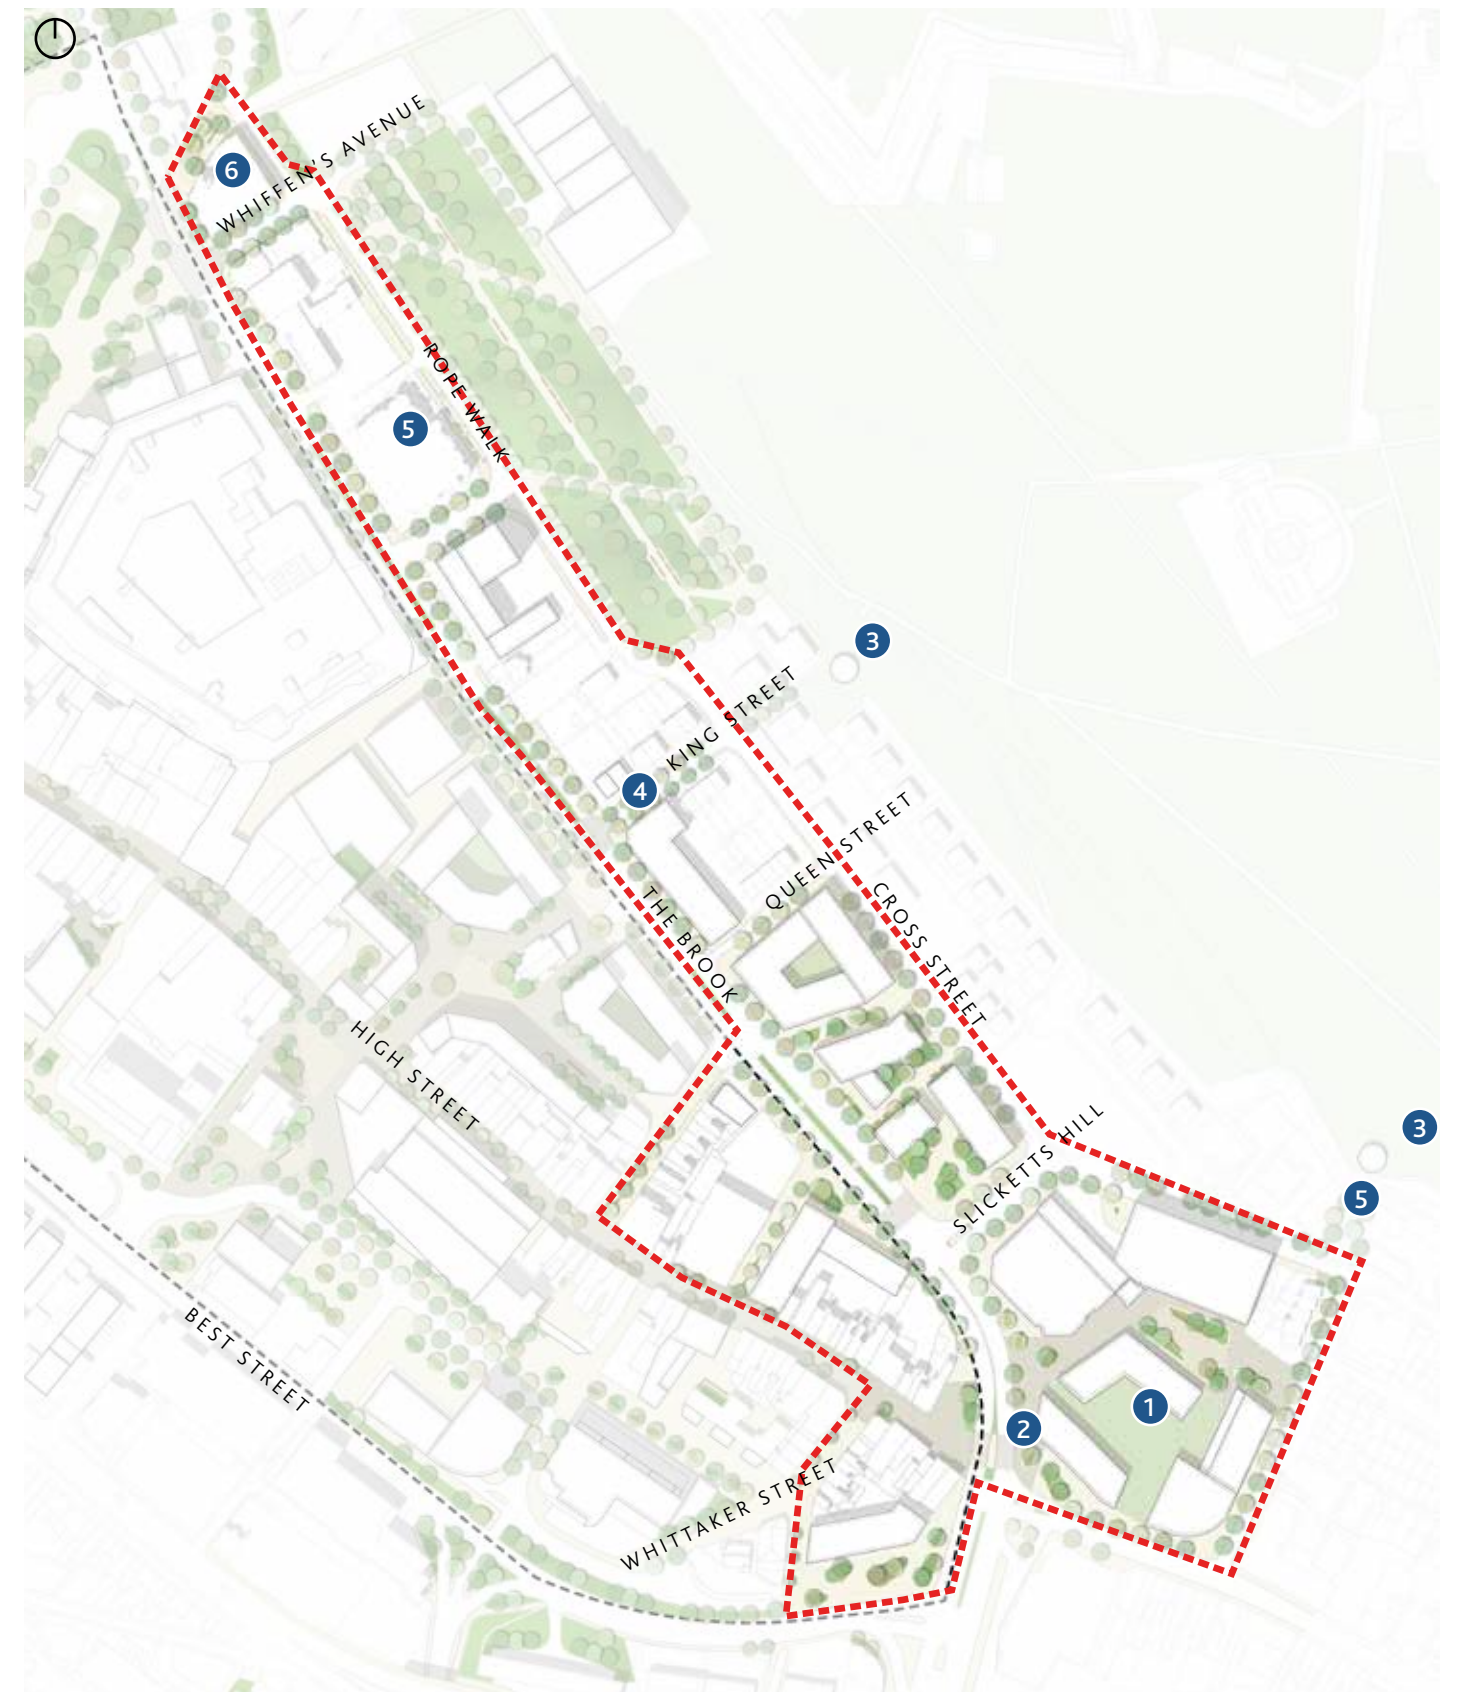 WHIFFEN'S AVENUE
6
ROPE WALK
5
3
KING STREET
4
QUEEN STREET
CROSS STREET
THE BROOK
HIGH STREET
SLICKETTS HILL
3
5
BEST STREET
1
2
WHITTAKER STREET